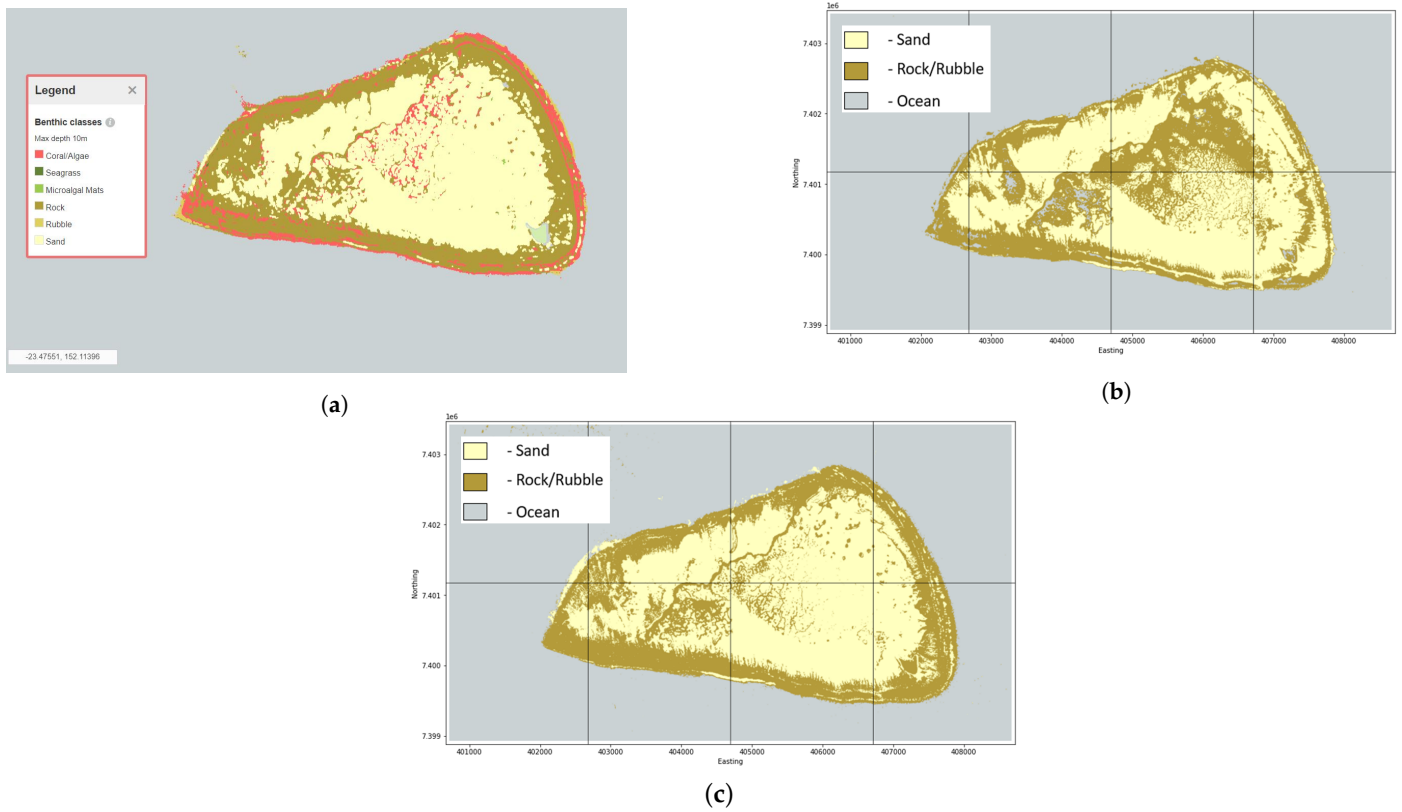 Legend ×
Benthic classes i
Max depth 10m
Coral/Algae
Seagrass
Microalgal Mats
Rock
Rubble
Sand
-23.47551, 152.11396
(a)
1e6
- Sand
- Rock/Rubble
- Ocean
7.403
7.402
7.401
7.400
7.399
Northing
401000 402000 403000 404000 405000 406000 407000 408000
Easting
(b)
1e6
- Sand
- Rock/Rubble
- Ocean
7.403
7.402
7.401
7.400
7.399
Northing
401000 402000 403000 404000 405000 406000 407000 408000
Easting
(c)